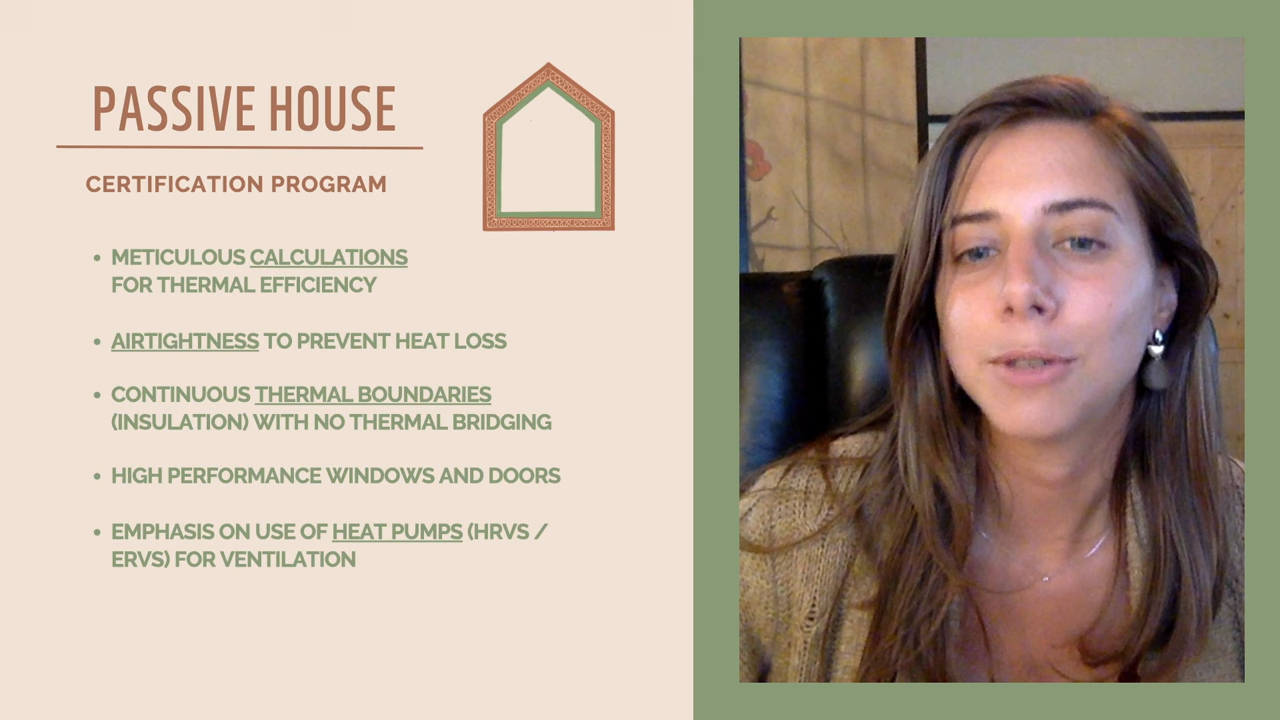 PASSIVE HOUSE
CERTIFICATION PROGRAM
• METICULOUS CALCULATIONS
FOR THERMAL EFFICIENCY
• AIRTIGHTNESS TO PREVENT HEAT LOSS
• CONTINUOUS THERMAL BOUNDARIES
(INSULATION) WITH NO THERMAL BRIDGING
• HIGH PERFORMANCE WINDOWS AND DOORS
• EMPHASIS ON USE OF HEAT PUMPS (HRVS /
ERVS) FOR VENTILATION